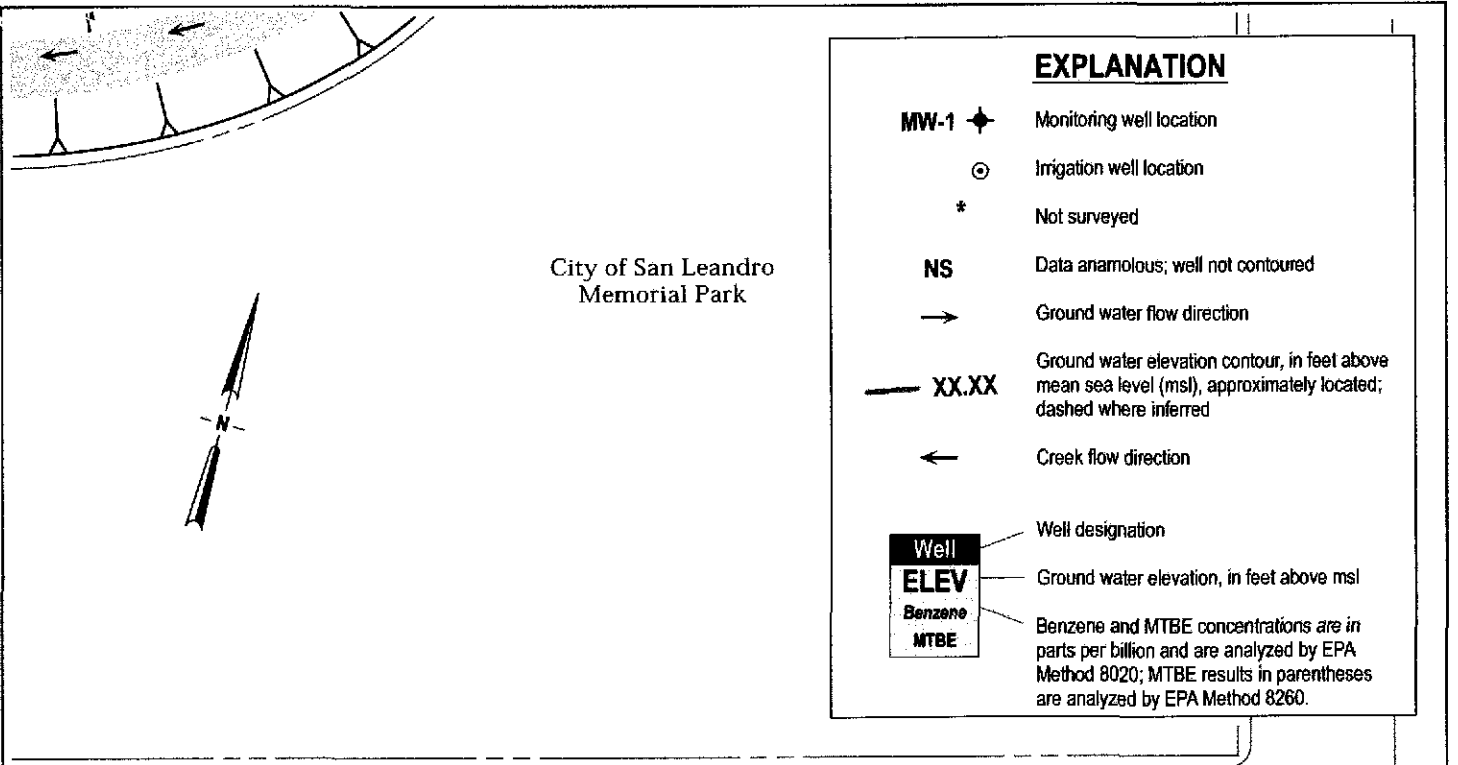 EXPLANATION
MW-1 Monitoring well location
Irrigation well location
* Not surveyed
NS Data anamolous; well not contoured
Ground water flow direction
XX.XX Ground water elevation contour, in feet above
mean sea level (msl), approximately located;
dashed where inferred
Creek flow direction
Well
ELEV
Benzene
MTBE
Well designation
Ground water elevation, in feet above msl
Benzene and MTBE concentrations are in
parts per billion and are analyzed by EPA
Method 8020; MTBE results in parentheses
are analyzed by EPA Method 8260.
City of San Leandro
Memorial Park
N